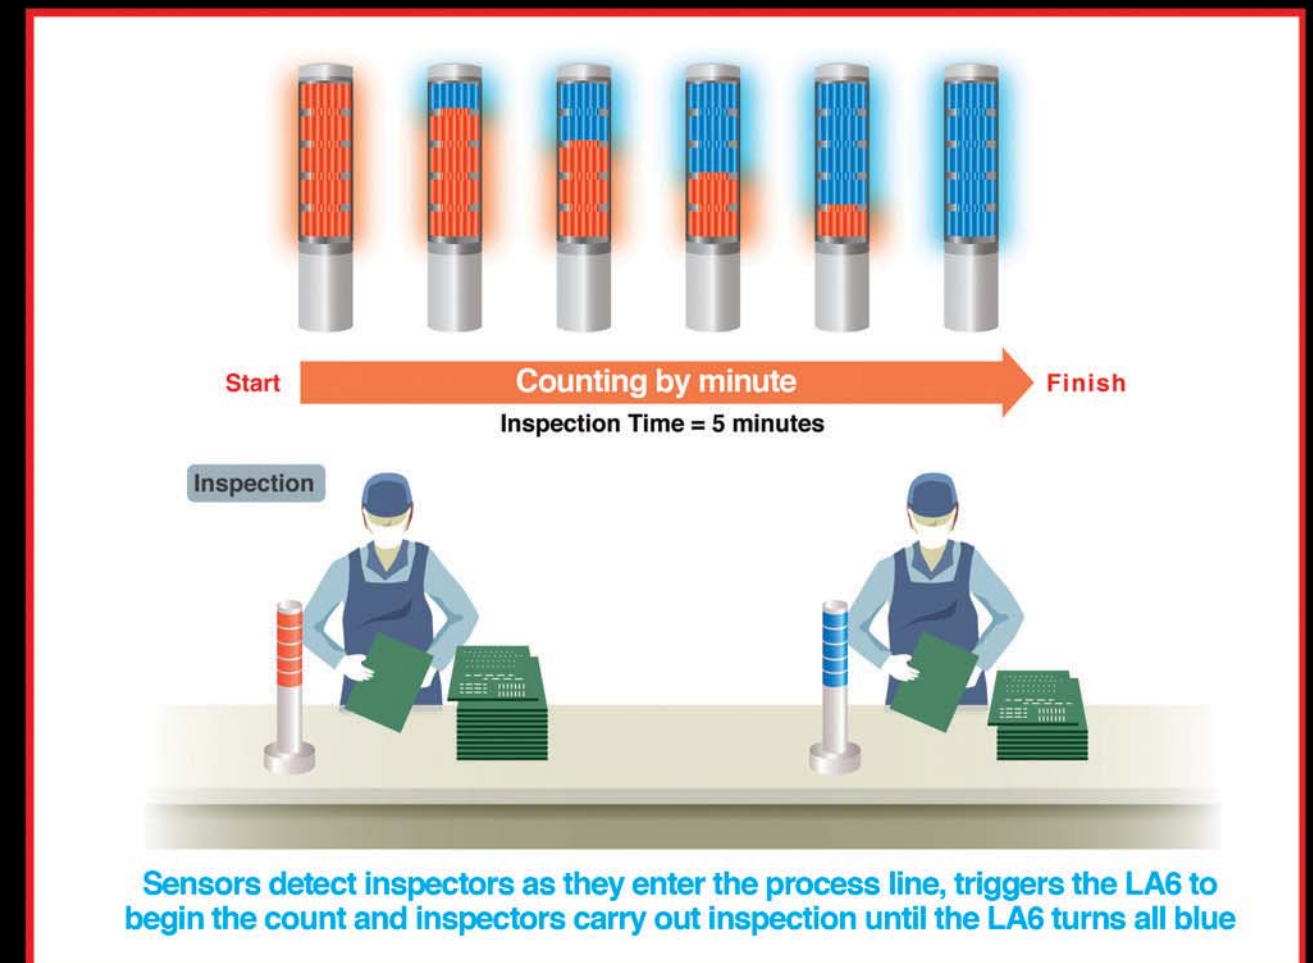 Start
Counting by minute
Finish
Inspection Time = 5 minutes
Inspection
Sensors detect inspectors as they enter the process line, triggers the LA6 to
begin the count and inspectors carry out inspection until the LA6 turns all blue